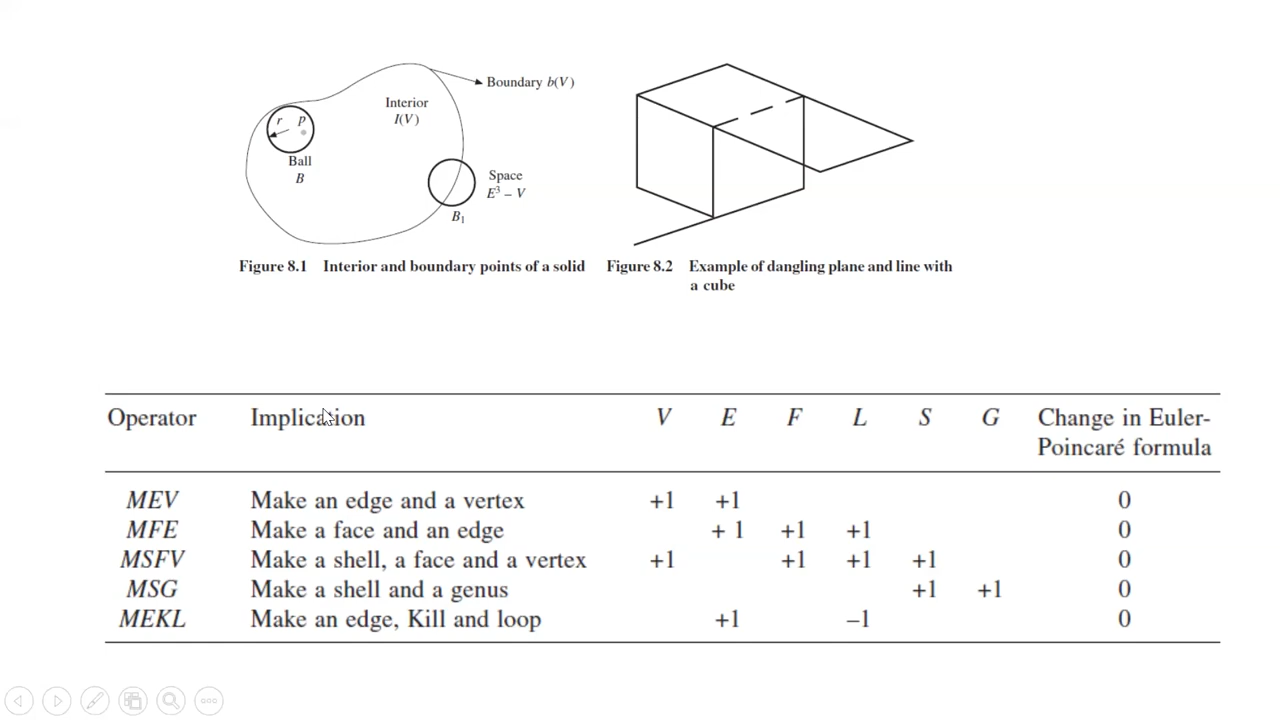 Boundary b(V)
Interior
I(V)
r p
Ball
B
Space
E³ – V
B₁
Figure 8.1 Interior and boundary points of a solid
Figure 8.2 Example of dangling plane and line with
a cube
Operator Implication V E F L S G Change in Euler-
Poincaré formula
MEV Make an edge and a vertex +1 +1 0
MFE Make a face and an edge + 1 +1 +1 0
MSFV Make a shell, a face and a vertex +1 +1 +1 +1 0
MSG Make a shell and a genus +1 +1 0
MEKL Make an edge, Kill and loop +1 –1 0